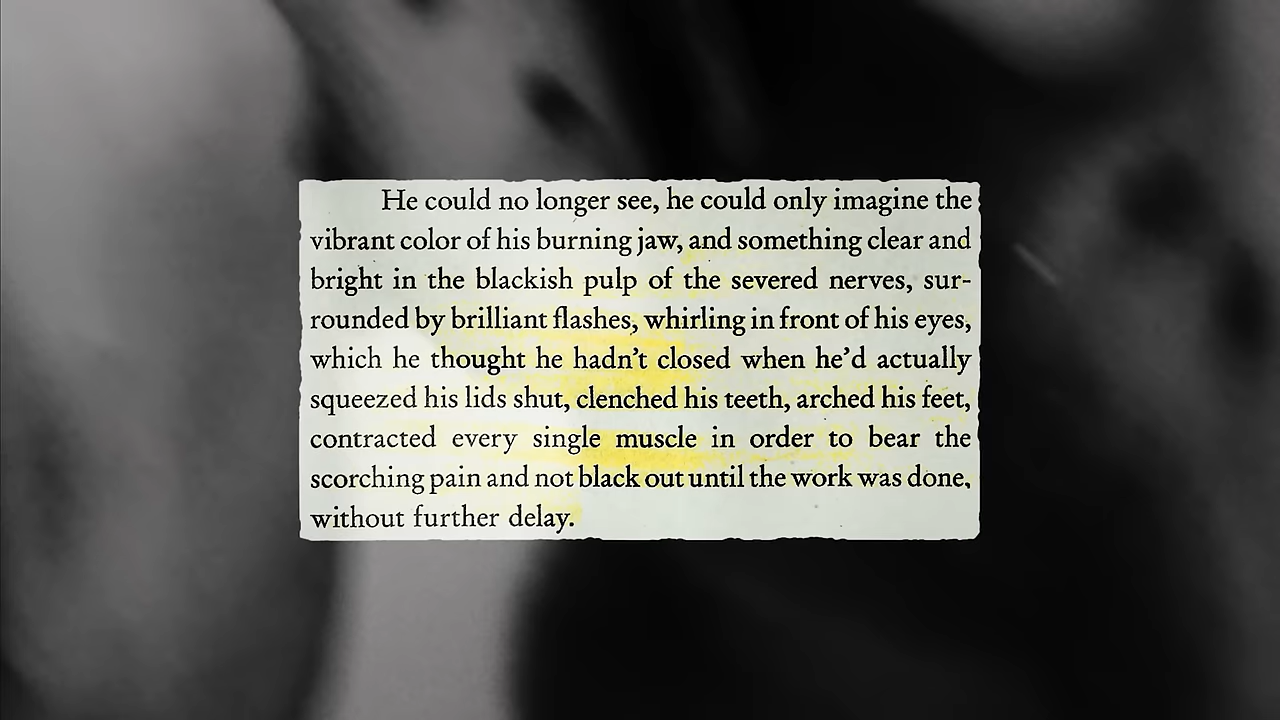 He could no longer see, he could only imagine the
vibrant color of his burning jaw, and something clear and
bright in the blackish pulp of the severed nerves, sur-
rounded by brilliant flashes, whirling in front of his eyes,
which he thought he hadn’t closed when he’d actually
squeezed his lids shut, clenched his teeth, arched his feet,
contracted every single muscle in order to bear the
scorching pain and not black out until the work was done,
without further delay.